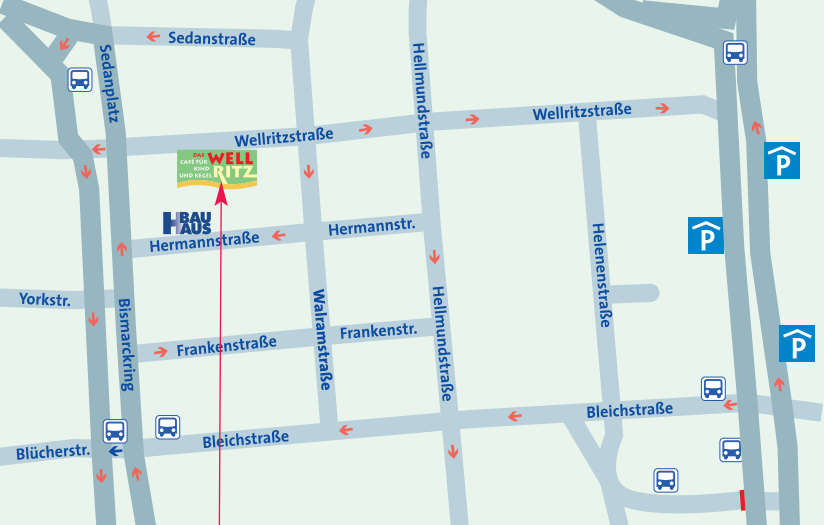 Sedanstraße
Sedanplatz
Hellmundstraße
Wellritzstraße
Wellritzstraße
P
DAS
WELL
RITZ
CAFÉ FÜR
KIND
UND KEGEL
BAU
HAUS
Hermannstraße
Hermannstr.
P
Helenenstraße
Yorkstr.
Bismarckring
Walramstraße
Hellmundstraße
Frankenstraße
Frankenstr.
P
Bleichstraße
Bleichstraße
Blücherstr.